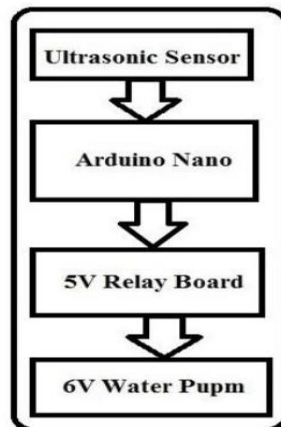 Ultrasonic Sensor
Arduino Nano
5V Relay Board
6V Water Pupm